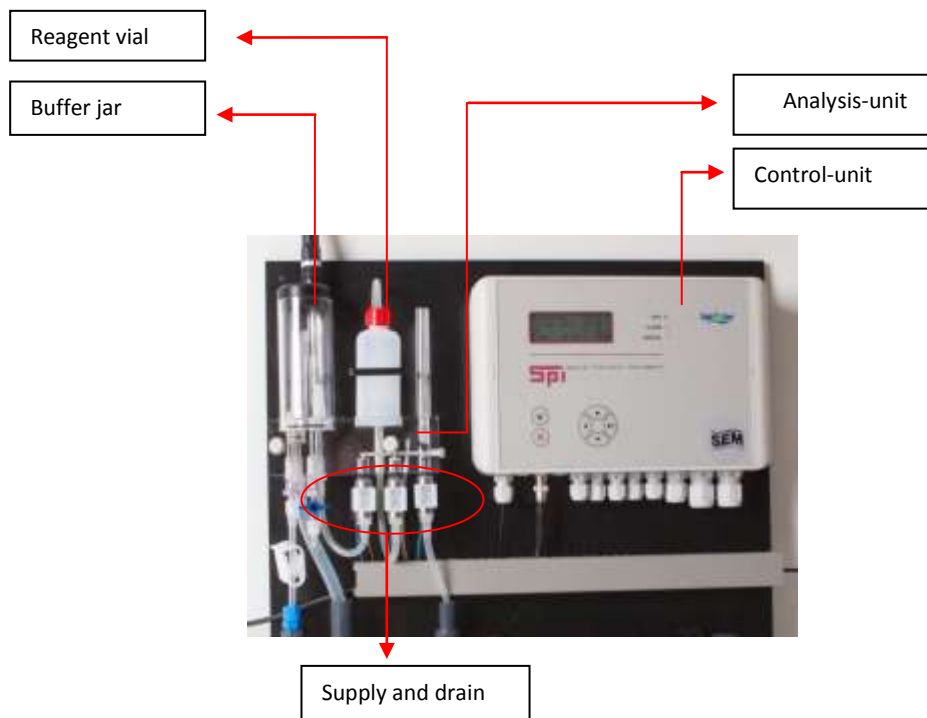 Reagent vial
Buffer jar
Analysis-unit
Control-unit
Spi
SEM
Supply and drain